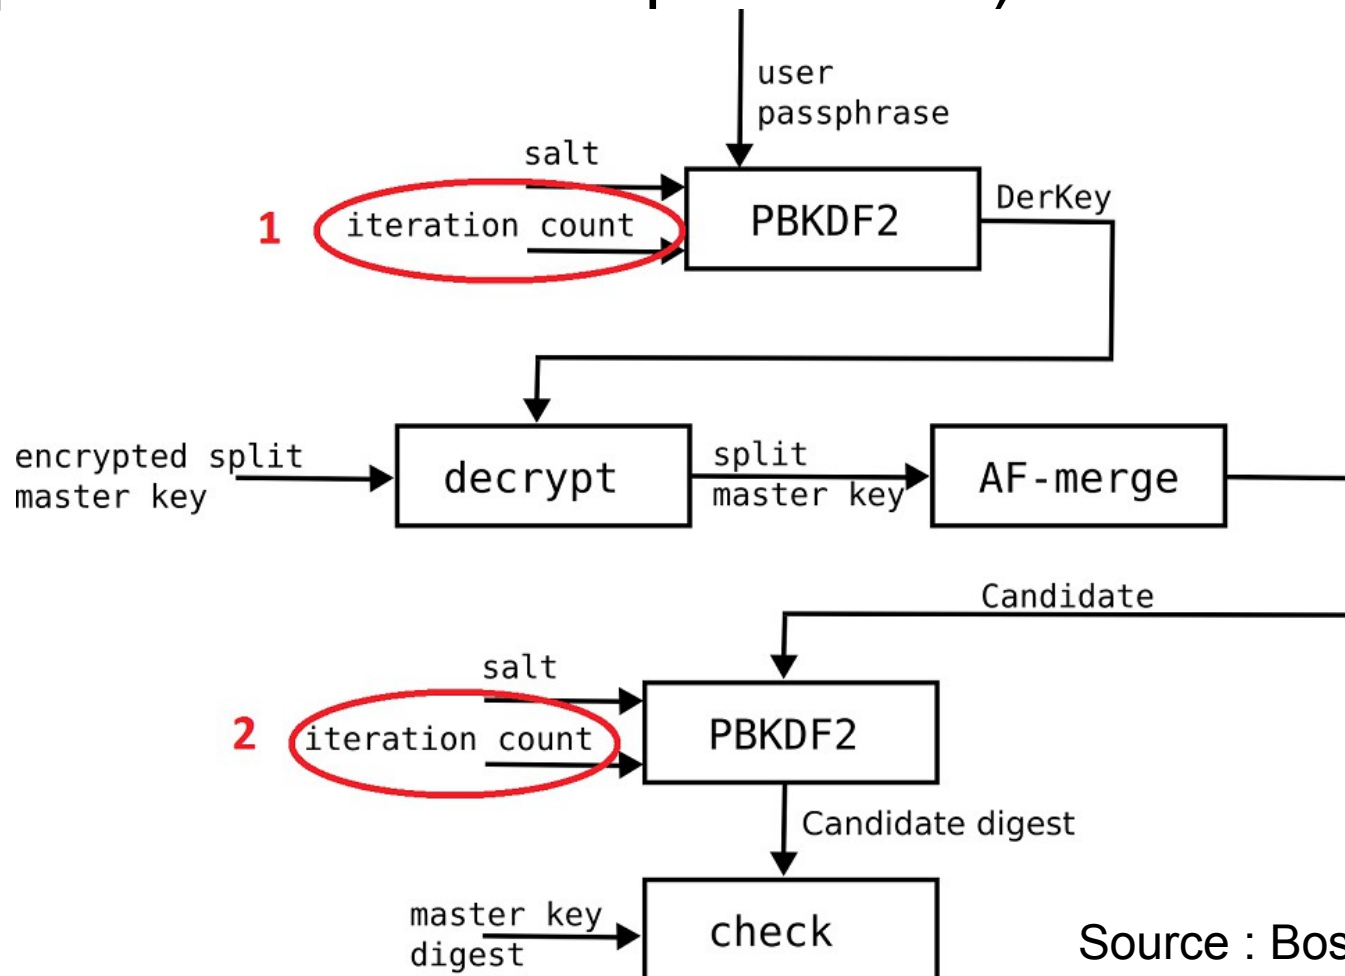 user
passphrase
salt
1
iteration count
PBKDF2
DerKey
encrypted split
master key
decrypt
split
master key
AF-merge
Candidate
salt
2
iteration count
PBKDF2
Candidate digest
master key
digest
check
Source :